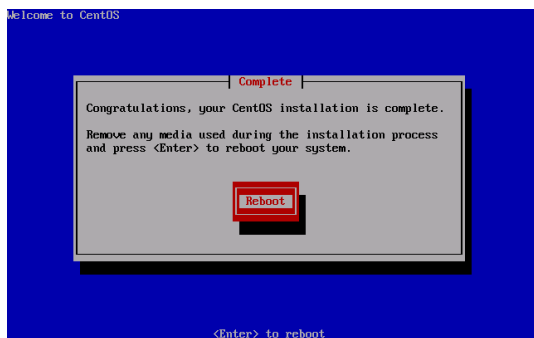 Welcome to CentOS
Complete
Congratulations, your CentOS installation is complete.
Remove any media used during the installation process
and press <Enter> to reboot your system.
Reboot
<Enter> to reboot